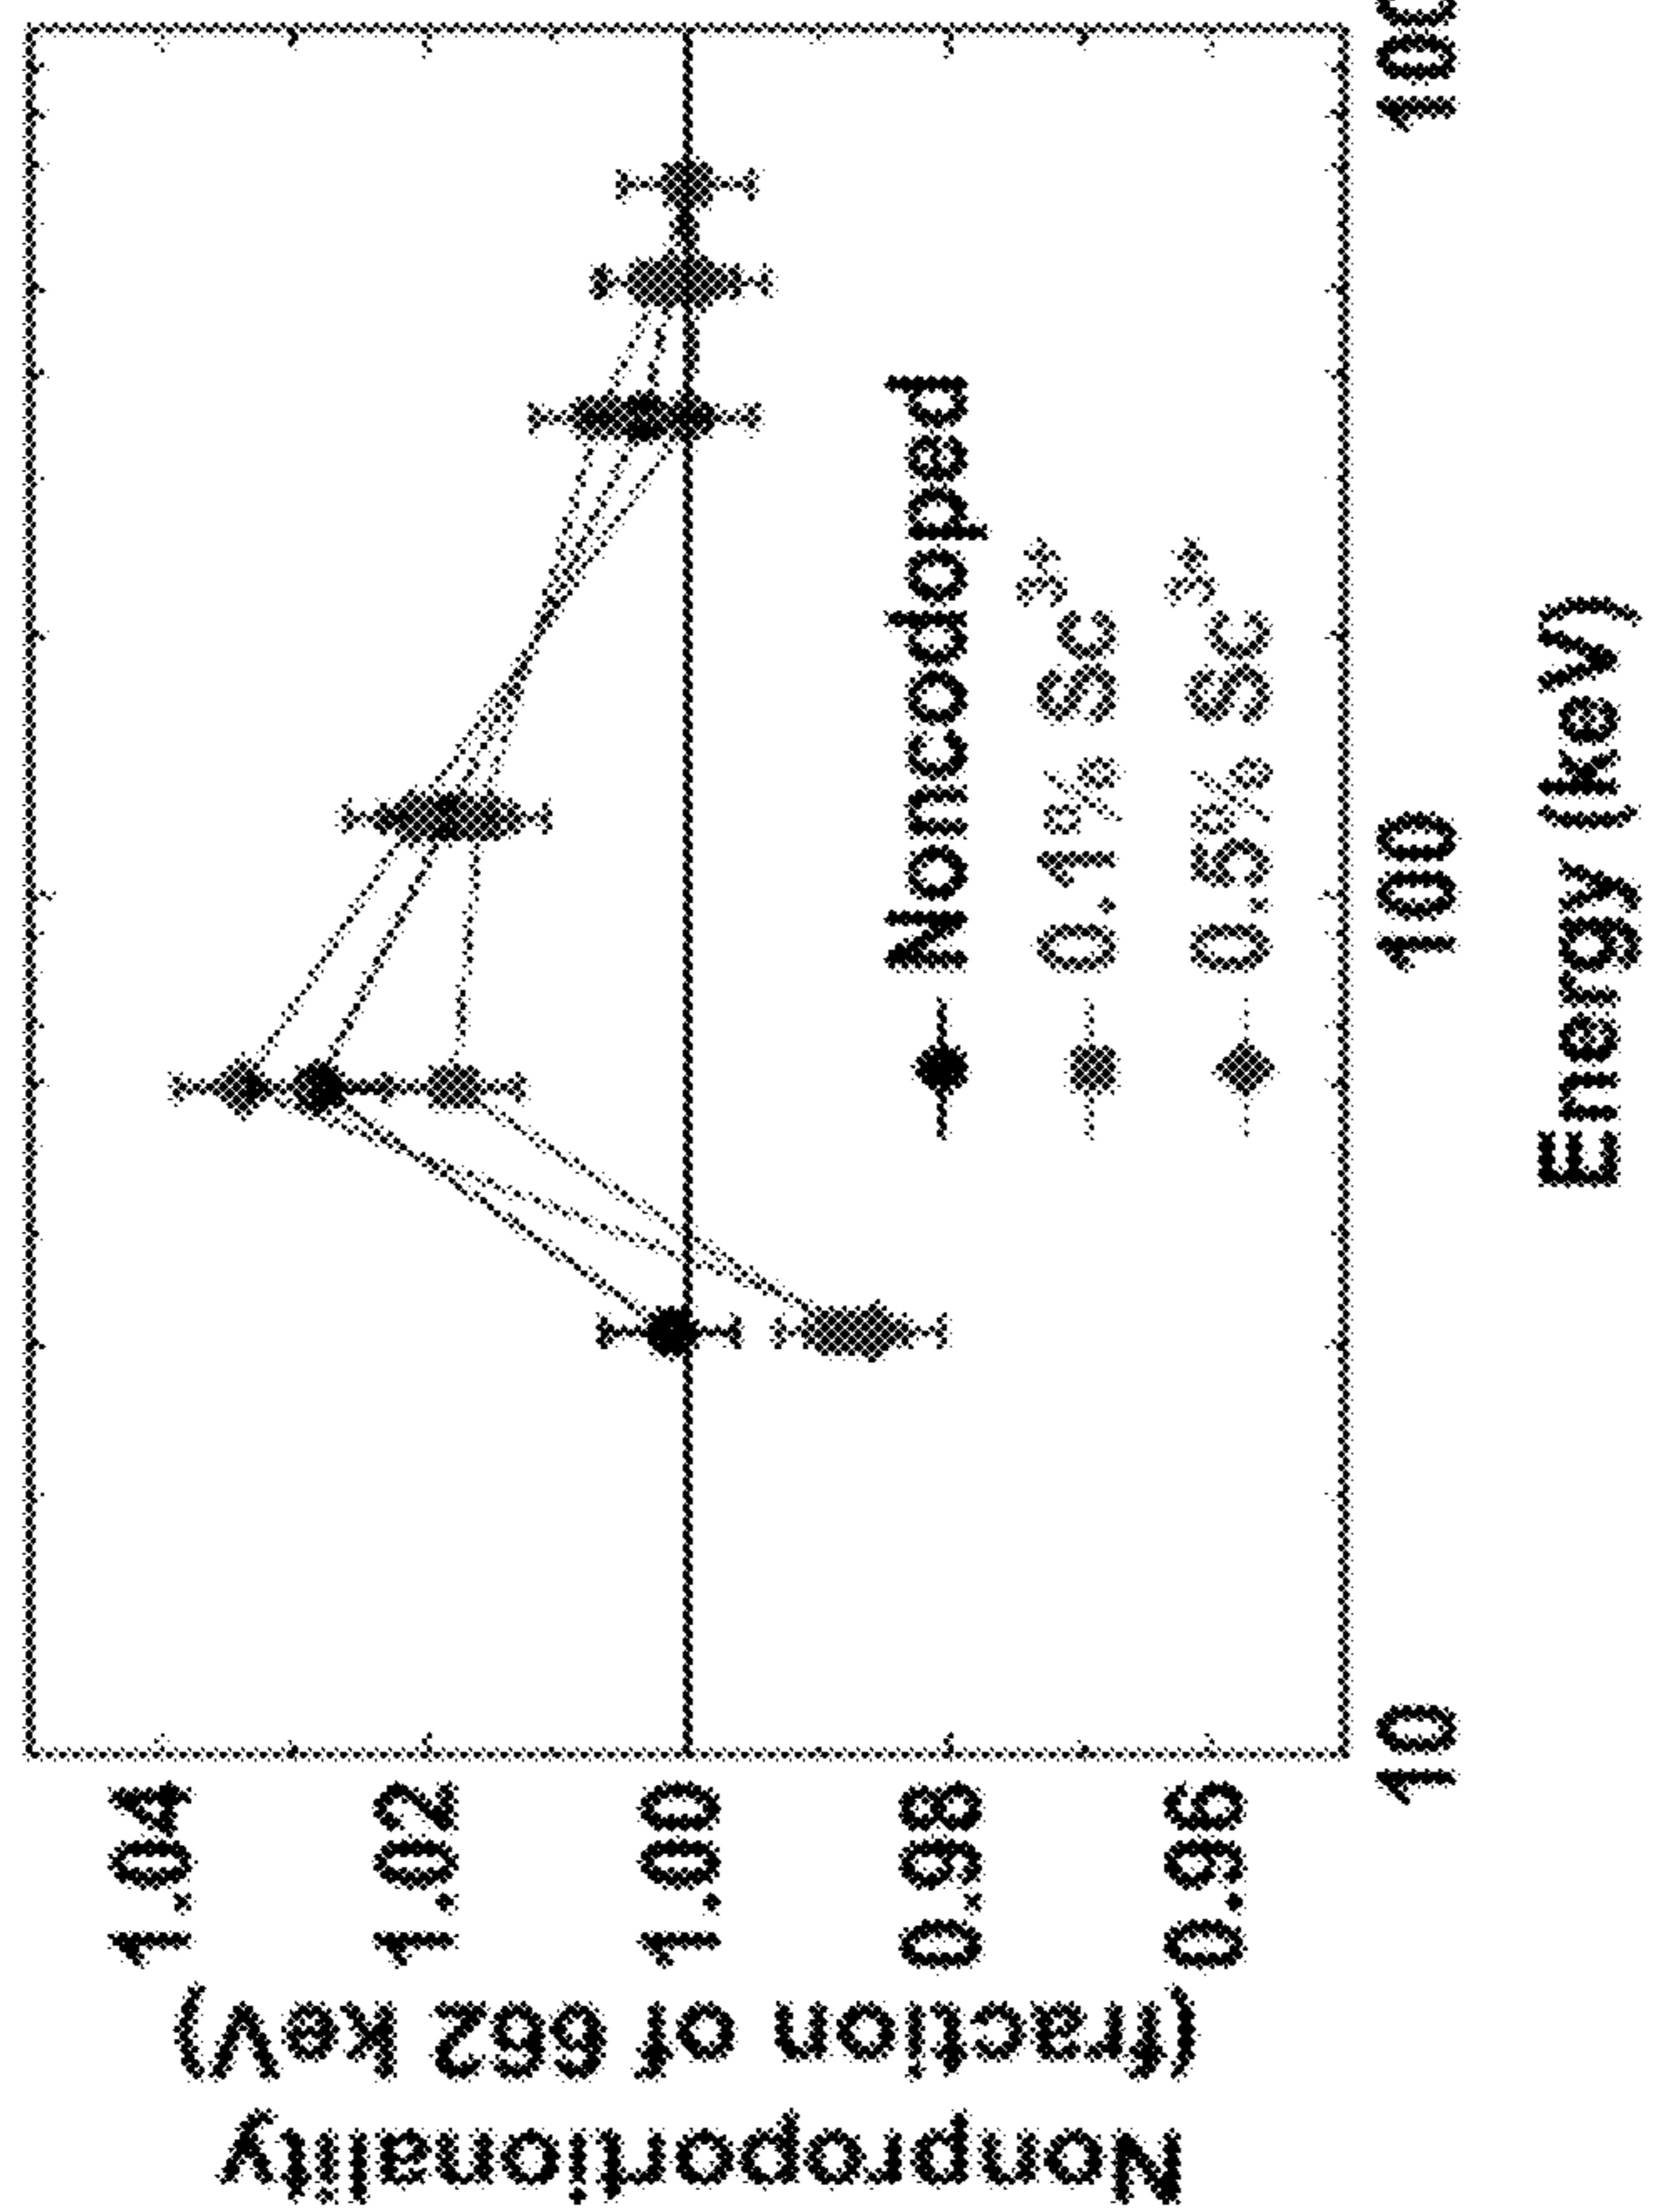 Nonproportionality
(fraction of 662 keV)
1.04
1.02
1.00
0.98
0.96
Noncodoped
0.1% Sc³⁺
0.5% Sc³⁺
10
100
100
Energy (keV)